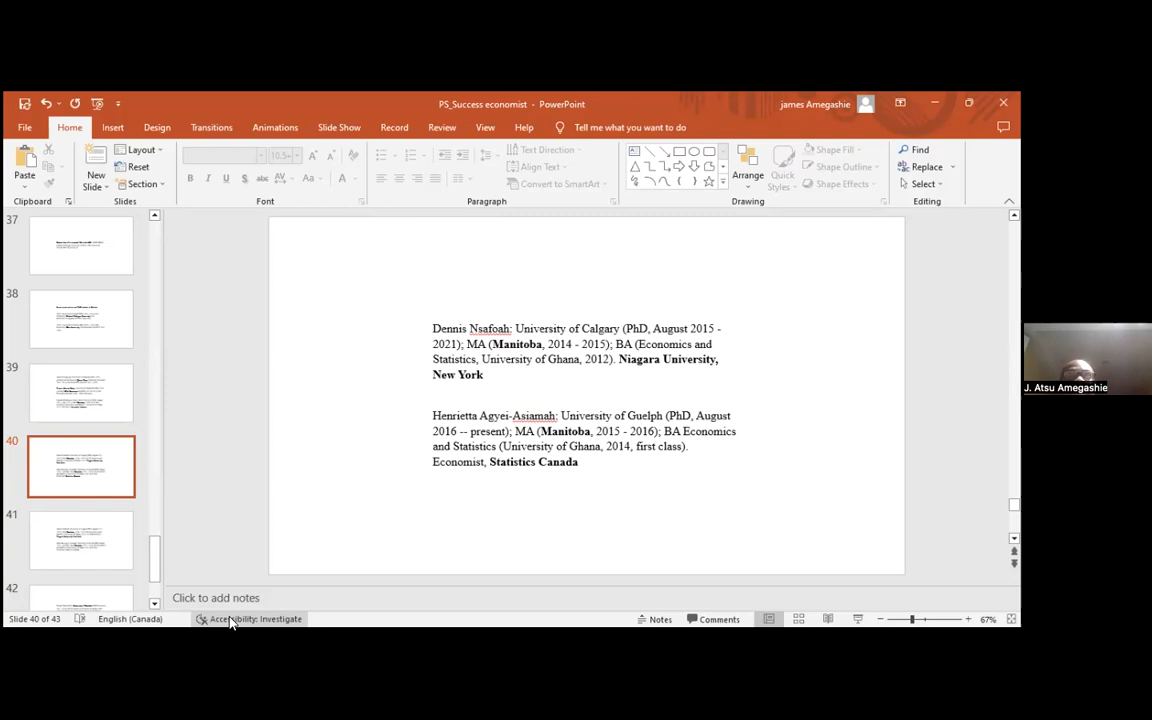 PS_Success economist - PowerPoint
james Amegashie
File
Home
Insert
Design
Transitions
Animations
Slide Show
Record
Review
View
Help
Tell me what you want to do
Paste
Clipboard
New
Slide
Layout
Reset
Section
Slides
10.5+
Font
Text Direction
Align Text
Convert to SmartArt
Paragraph
Arrange
Quick
Styles
Shape Fill
Shape Outline
Shape Effects
Drawing
Find
Replace
Select
Editing
37
38
39
40
41
42
Dennis Nsafoah: University of Calgary (PhD, August 2015 -
2021); MA (Manitoba, 2014 - 2015); BA (Economics and
Statistics, University of Ghana, 2012). Niagara University,
New York
Henrietta Agyei-Asiamah: University of Guelph (PhD, August
2016 -- present); MA (Manitoba, 2015 - 2016); BA Economics
and Statistics (University of Ghana, 2014, first class).
Economist, Statistics Canada
J. Atsu Amegashie
Click to add notes
Slide 40 of 43
English (Canada)
Accessibility: Investigate
Notes
Comments
67%